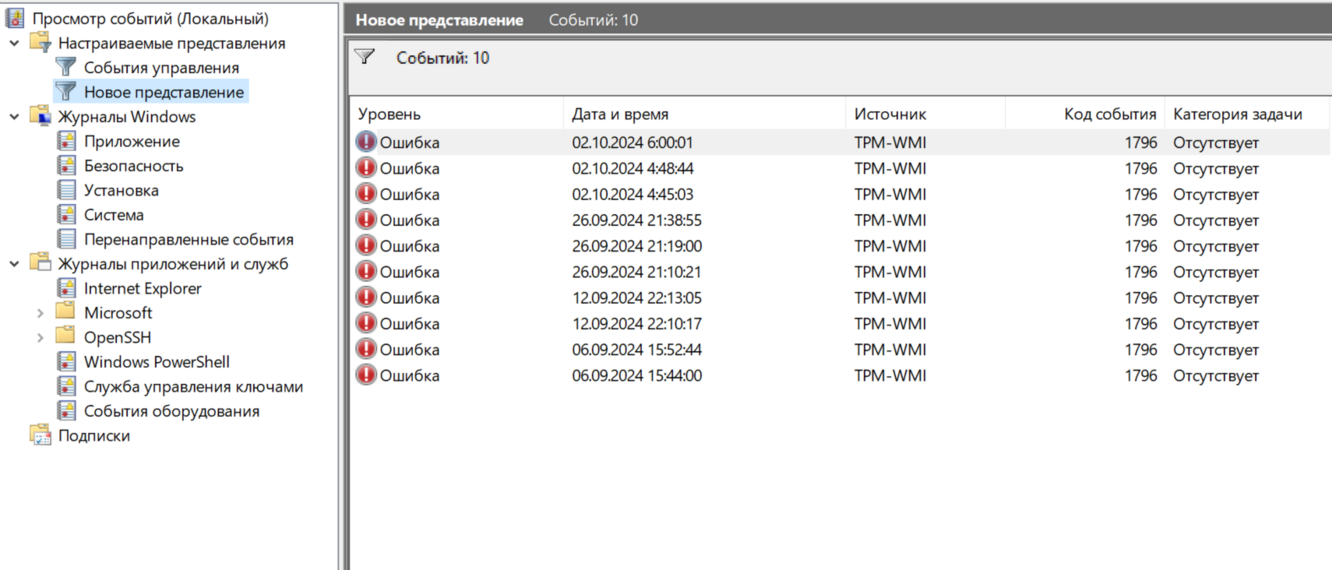 Просмотр событий (Локальный)
Настраиваемые представления
События управления
Новое представление
Журналы Windows
Приложение
Безопасность
Установка
Система
Перенаправленные события
Журналы приложений и служб
Internet Explorer
Microsoft
OpenSSH
Windows PowerShell
Служба управления ключами
События оборудования
Подписки
Новое представление Событий: 10
Событий: 10
Уровень Дата и время Источник Код события Категория задачи
Ошибка 02.10.2024 6:00:01 TPM-WMI 1796 Отсутствует
Ошибка 02.10.2024 4:48:44 TPM-WMI 1796 Отсутствует
Ошибка 02.10.2024 4:45:03 TPM-WMI 1796 Отсутствует
Ошибка 26.09.2024 21:38:55 TPM-WMI 1796 Отсутствует
Ошибка 26.09.2024 21:19:00 TPM-WMI 1796 Отсутствует
Ошибка 26.09.2024 21:10:21 TPM-WMI 1796 Отсутствует
Ошибка 12.09.2024 22:13:05 TPM-WMI 1796 Отсутствует
Ошибка 12.09.2024 22:10:17 TPM-WMI 1796 Отсутствует
Ошибка 06.09.2024 15:52:44 TPM-WMI 1796 Отсутствует
Ошибка 06.09.2024 15:44:00 TPM-WMI 1796 Отсутствует